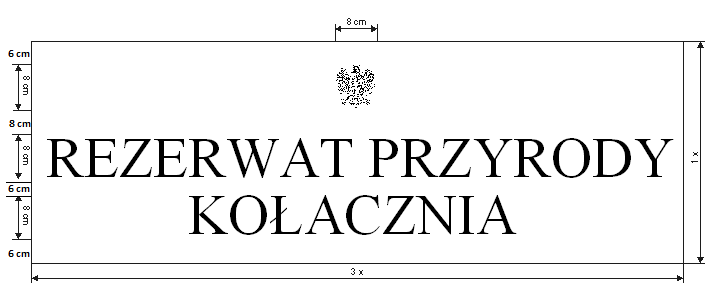 8 cm
6 cm
8 cm
8 cm
8 cm
6 cm
8 cm
6 cm
REZERWAT PRZYRODY
KOŁACZNIA
1 x
3 x